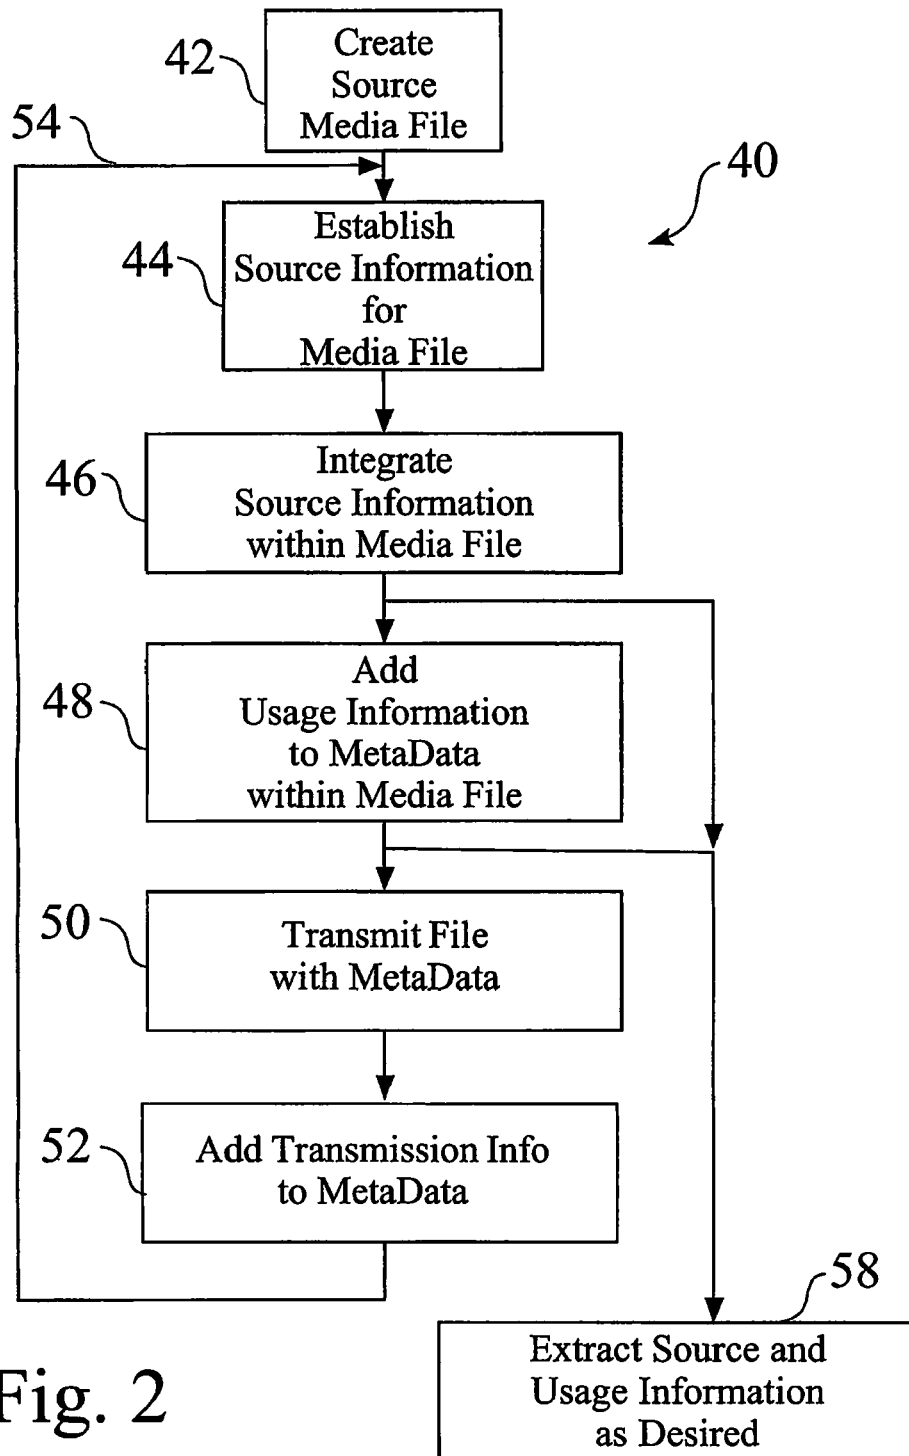 42
Create
Source
Media File
54
40
44
Establish
Source Information
for
Media File
46
Integrate
Source Information
within Media File
48
Add
Usage Information
to MetaData
within Media File
50
Transmit File
with MetaData
52
Add Transmission Info
to MetaData
58
Extract Source and
Usage Information
as Desired
Fig. 2